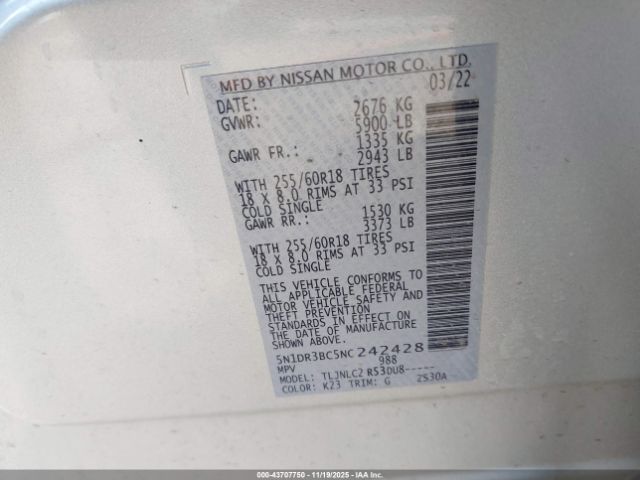 MFD BY NISSAN MOTOR CO., LTD.
DATE: 03/22
GVWR: 2676 KG
5900 LB
GAWR FR.: 1335 KG
2943 LB
WITH 255/60R18 TIRES
18 X 8.0 RIMS AT 33 PSI
COLD SINGLE
GAWR RR.: 1530 KG
3373 LB
WITH 255/60R18 TIRES
18 X 8.0 RIMS AT 33 PSI
COLD SINGLE
THIS VEHICLE CONFORMS TO
ALL APPLICABLE FEDERAL
MOTOR VEHICLE SAFETY AND
THEFT PREVENTION
STANDARDS IN EFFECT ON
THE DATE OF MANUFACTURE
5N1DR3BC5NC242428
MPV 988
MODEL: TLJNLC2 R53DU8-----
COLOR: K23 TRIM: G 2S30A
000-43707750 - 11/19/2025 - IAA Inc.